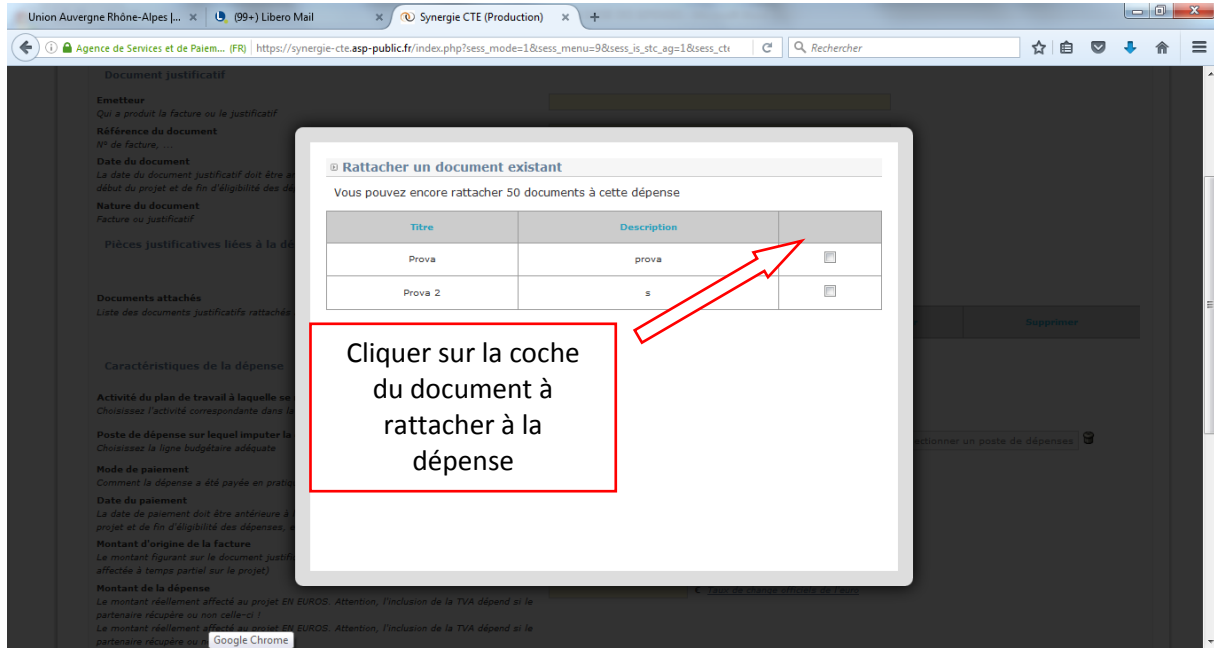 Union Auvergne Rhône-Alpes |...
(99+) Libero Mail
Synergie CTE (Production)
Agence de Services et de Paiem... (FR)
https://synergie-cte.asp-public.fr/index.php?sess_mode=1&sess_menu=9&sess_is_stc_ag=1&sess_cte
Rechercher
Document justificatif
Emetteur
Qui a produit la facture ou le justificatif
Référence du document
N° de facture, ...
Date du document
La date du document justificatif doit être an
début du projet et de fin d'éligibilité des dé
Nature du document
Facture ou justificatif
Pièces justificatives liées à la dé
Documents attachés
Liste des documents justificatifs rattachés
Supprimer
Caractéristiques de la dépense
Activité du plan de travail à laquelle se
Choisissez l'activité correspondante dans la
Poste de dépense sur lequel imputer la
Choisissez la ligne budgétaire adéquate
ectionner un poste de dépenses
Mode de paiement
Comment la dépense a été payée en pratiq
Date du paiement
La date de paiement doit être antérieure à
projet et de fin d'éligibilité des dépenses, a
Montant d'origine de la facture
Le montant figurant sur le document justifi
affectée à temps partiel sur le projet)
Montant de la dépense
Le montant réellement affecté au projet EN EUROS. Attention, l'inclusion de la TVA dépend si le
partenaire récupère ou non celle-ci !
€ Taux de change officiels de l'euro
Le montant réellement affecté au projet EN EUROS. Attention, l'inclusion de la TVA dépend si le
partenaire récupère ou n
Google Chrome
Rattacher un document existant
Vous pouvez encore rattacher 50 documents à cette dépense
Titre Description
Prova prova
Prova 2 s
Cliquer sur la coche
du document à
rattacher à la
dépense